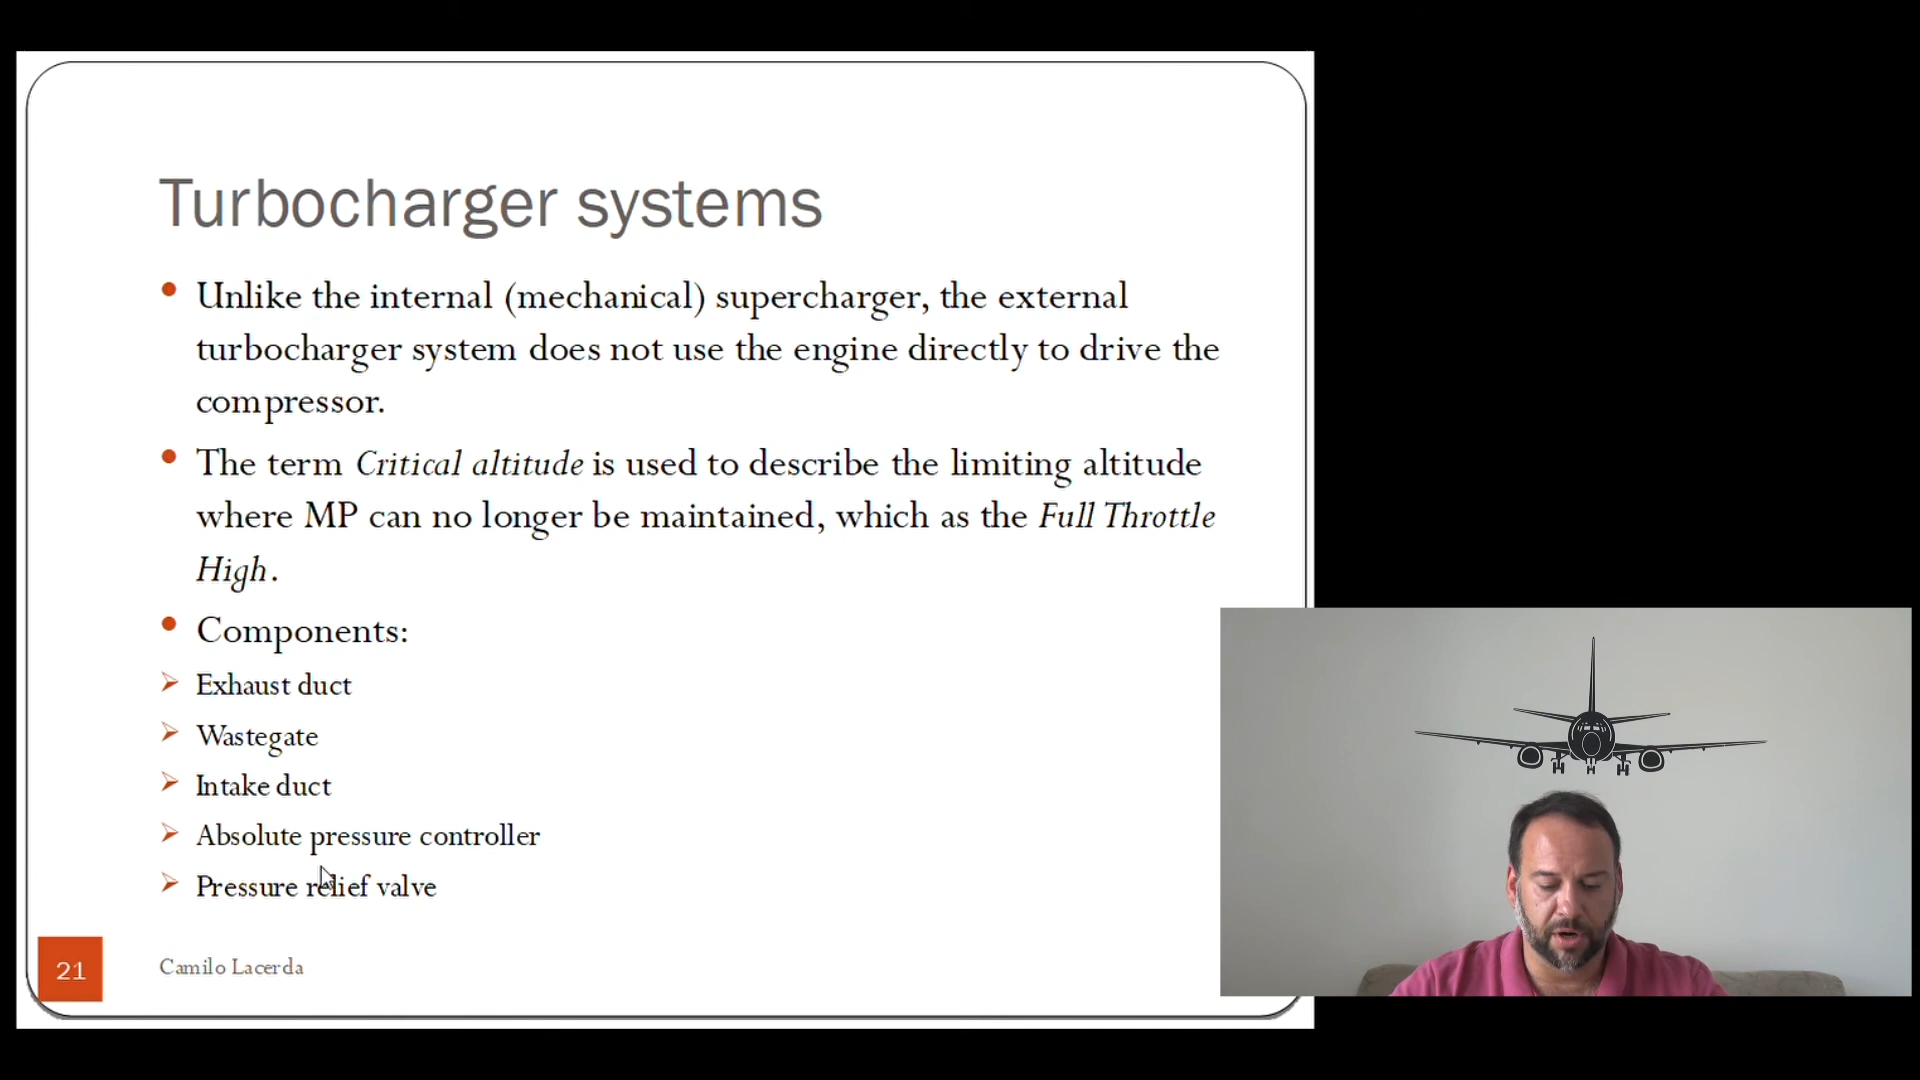 Turbocharger systems
Unlike the internal (mechanical) supercharger, the external
turbocharger system does not use the engine directly to drive the
compressor.
The term Critical altitude is used to describe the limiting altitude
where MP can no longer be maintained, which as the Full Throttle
High.
Components:
Exhaust duct
Wastegate
Intake duct
Absolute pressure controller
Pressure relief valve
21
Camilo Lacerda